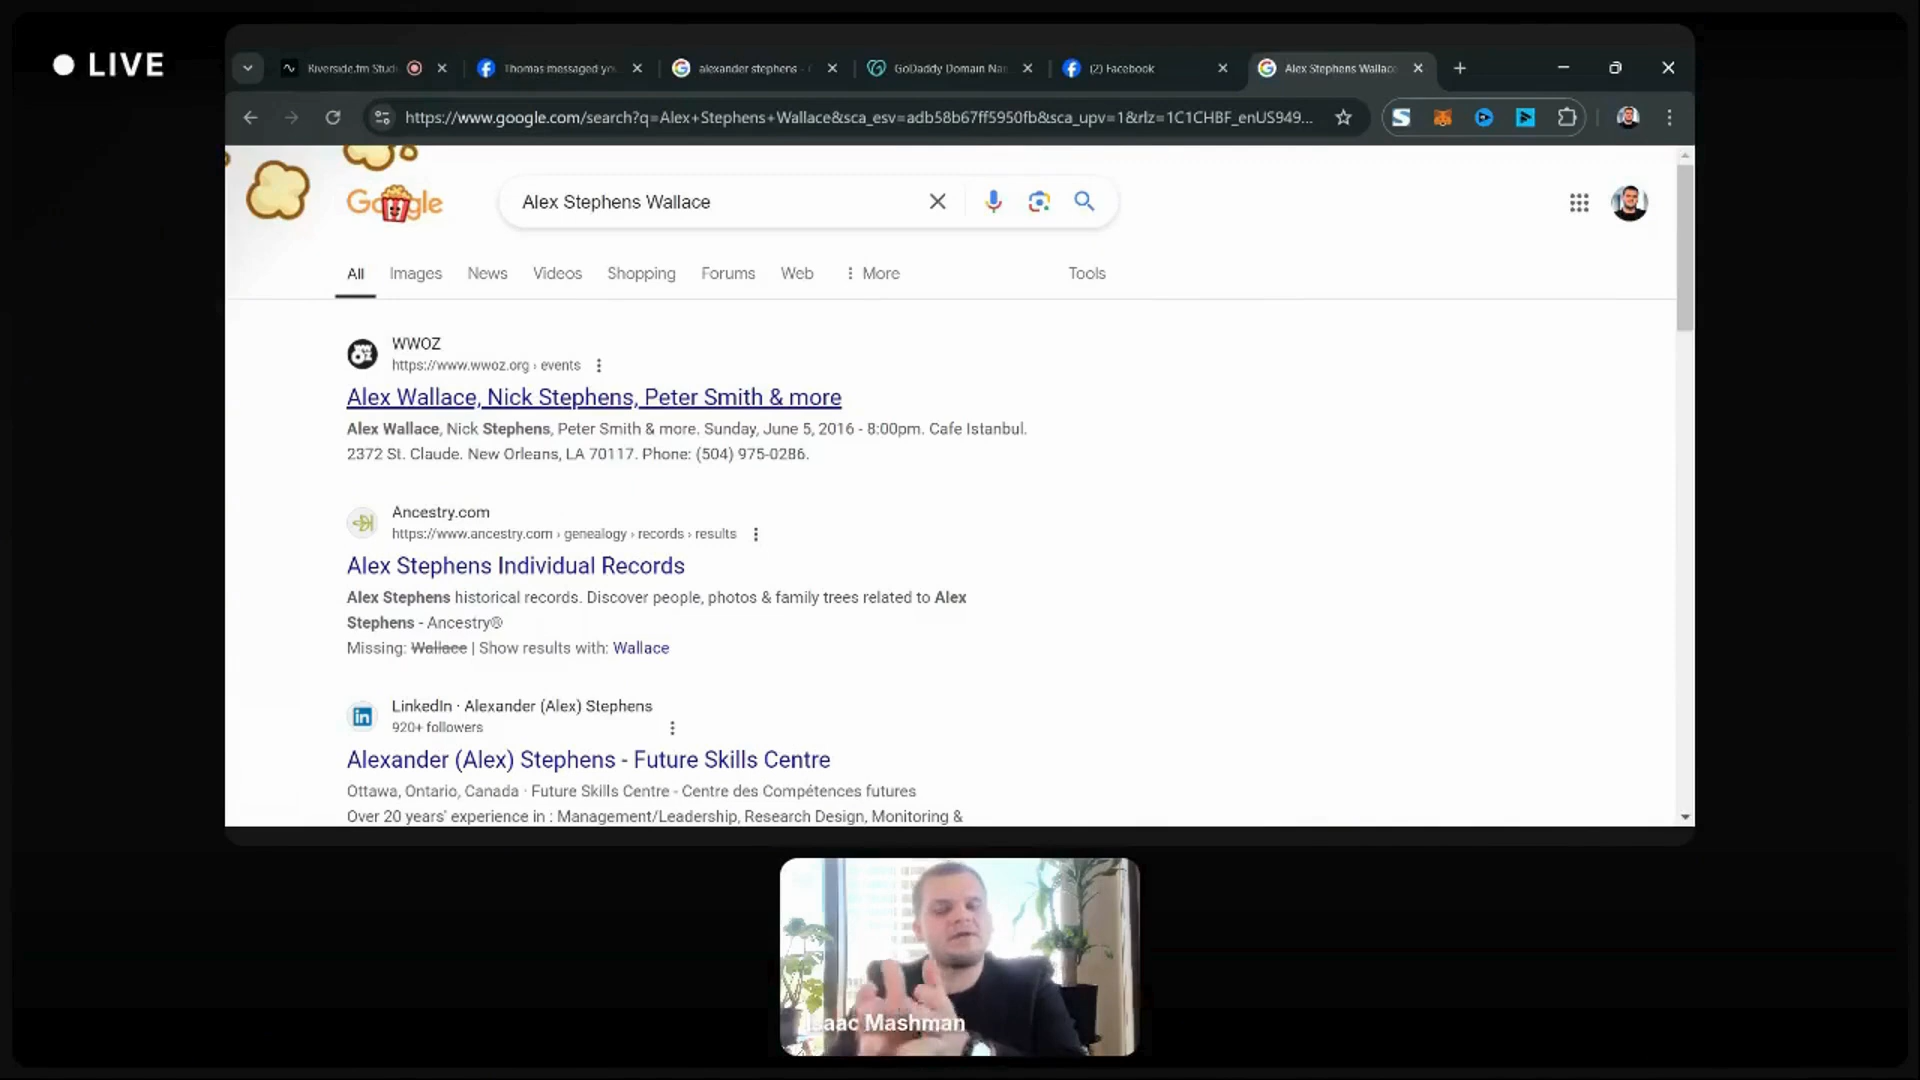 LIVE
Riverside.fm Stud
Thomas messaged yo
alexander stephens - 
GoDaddy Domain Na
(2) Facebook
Alex Stephens Wallace
https://www.google.com/search?q=Alex+Stephens+Wallace&sca_esv=adb58b67ff5950fb&sca_upv=1&rlz=1C1CHBF_enUS949...
Google
Alex Stephens Wallace
All Images News Videos Shopping Forums Web More Tools
WWOZ
https://www.wwoz.org › events
Alex Wallace, Nick Stephens, Peter Smith & more
Alex Wallace, Nick Stephens, Peter Smith & more. Sunday, June 5, 2016 - 8:00pm. Cafe Istanbul.
2372 St. Claude. New Orleans, LA 70117. Phone: (504) 975-0286.
Ancestry.com
https://www.ancestry.com › genealogy › records › results
Alex Stephens Individual Records
Alex Stephens historical records. Discover people, photos & family trees related to Alex
Stephens - Ancestry®
Missing: Wallace | Show results with: Wallace
LinkedIn · Alexander (Alex) Stephens
920+ followers
Alexander (Alex) Stephens - Future Skills Centre
Ottawa, Ontario, Canada · Future Skills Centre - Centre des Compétences futures
Over 20 years' experience in : Management/Leadership, Research Design, Monitoring &
Isaac Mashman